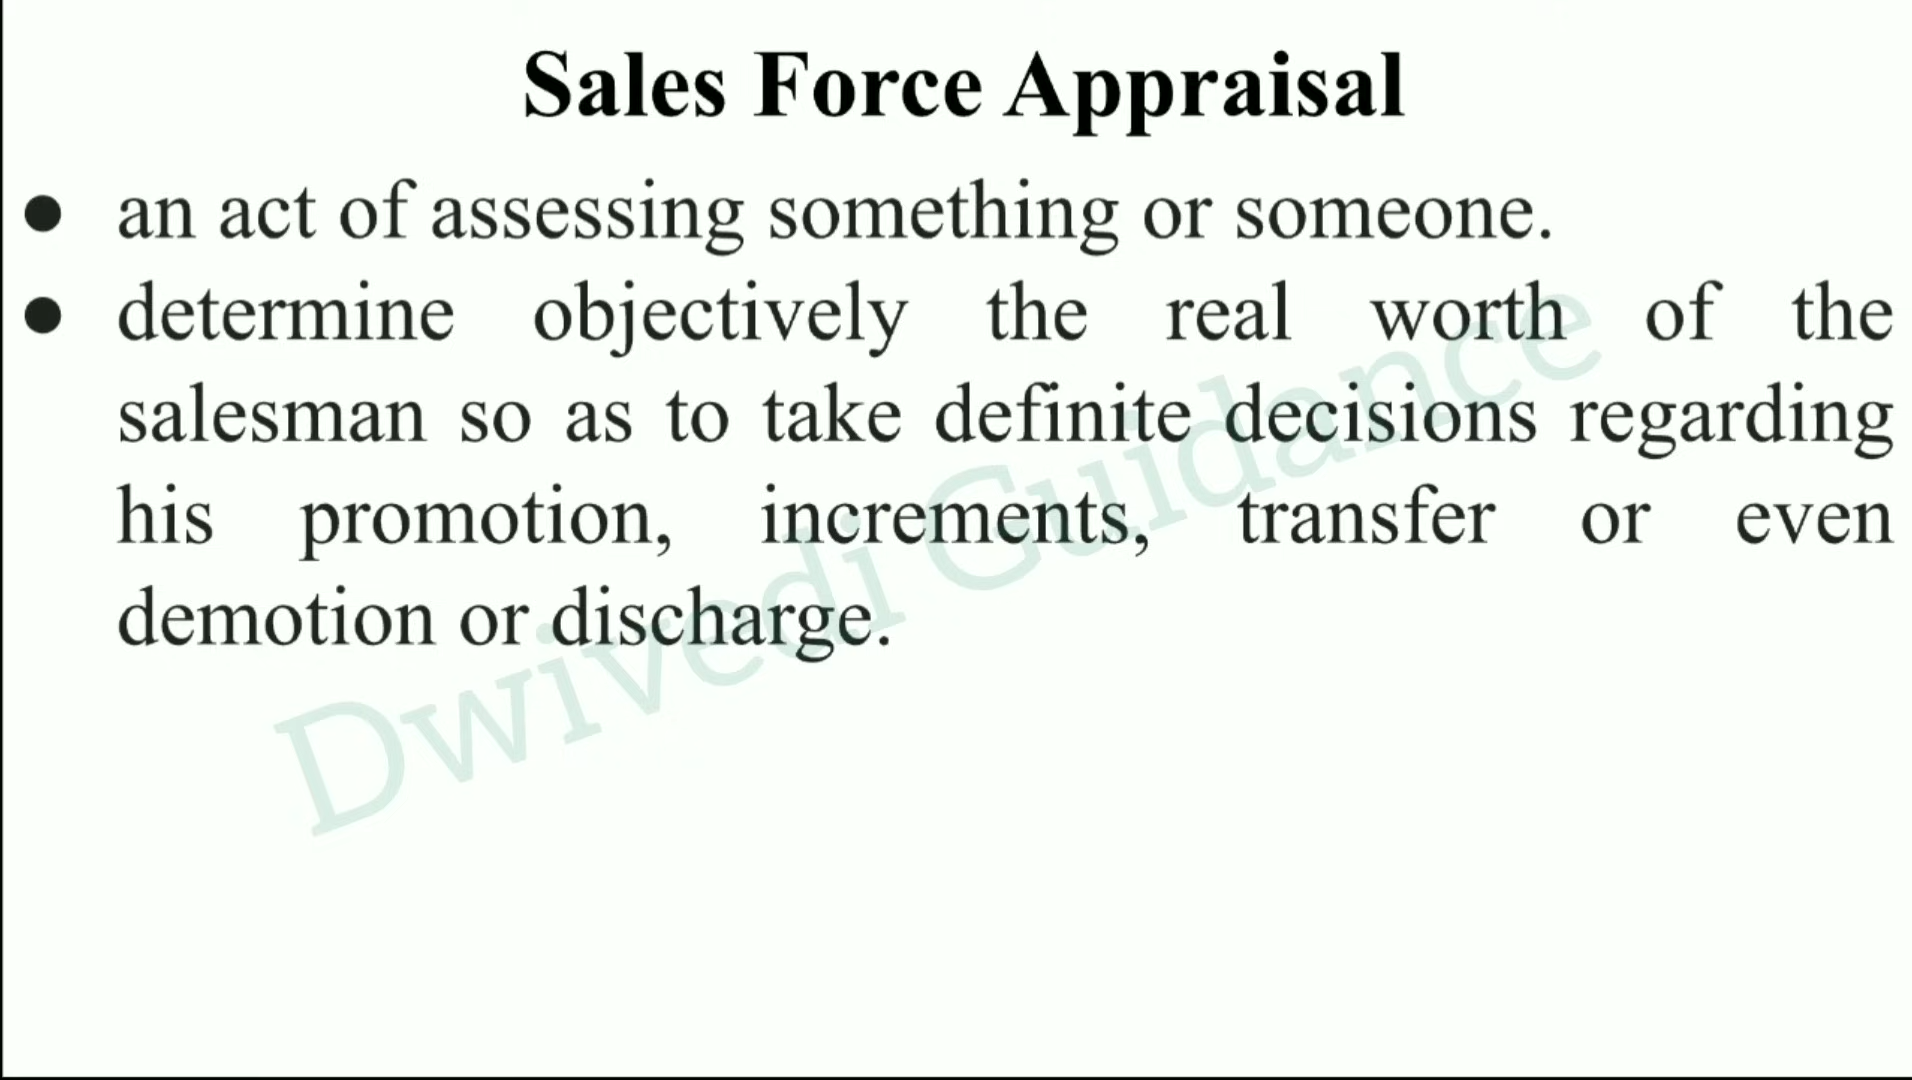 Sales Force Appraisal
● an act of assessing something or someone.
● determine objectively the real worth of the
salesman so as to take definite decisions regarding
his promotion, increments, transfer or even
demotion or discharge.
Dwivedi Guidance